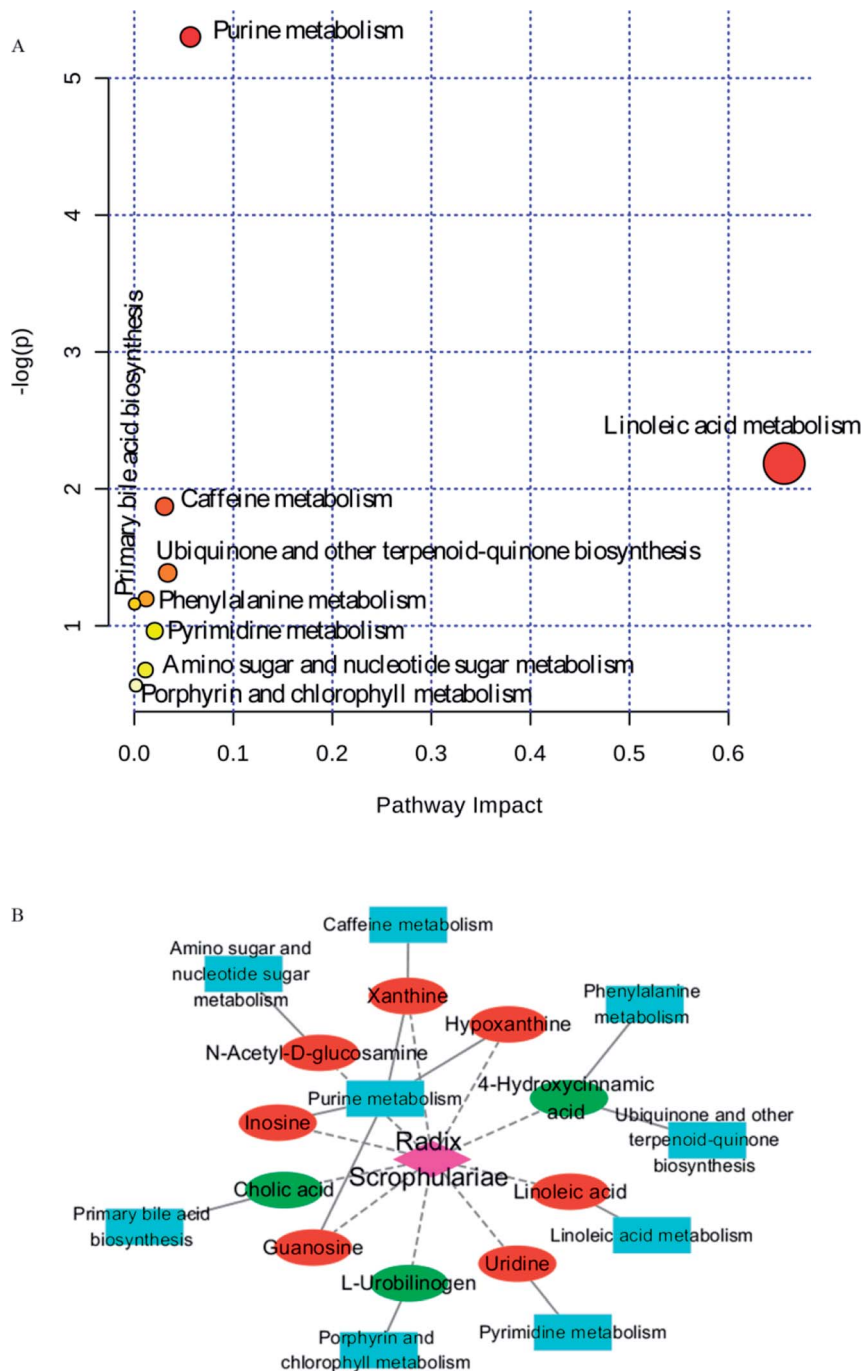 A
Purine metabolism
5
4
3
2
1
-log(p)
Primary bile acid biosynthesis
Linoleic acid metabolism
Caffeine metabolism
Ubiquinone and other terpenoid-quinone biosynthesis
Phenylalanine metabolism
Pyrimidine metabolism
Amino sugar and nucleotide sugar metabolism
Porphyrin and chlorophyll metabolism
0.0 0.1 0.2 0.3 0.4 0.5 0.6
Pathway Impact
B
Caffeine metabolism
Amino sugar and
nucleotide sugar
metabolism
Xanthine
Hypoxanthine
Phenylalanine
metabolism
N-Acetyl-D-glucosamine
Purine metabolism
4-Hydroxycinnamic
acid
Inosine
Ubiquinone and other
terpenoid-quinone
biosynthesis
Radix
Scrophulariae
Cholic acid
Linoleic acid
Primary bile acid
biosynthesis
Linoleic acid metabolism
Guanosine
Uridine
L-Urobilinogen
Pyrimidine metabolism
Porphyrin and
chlorophyll metabolism